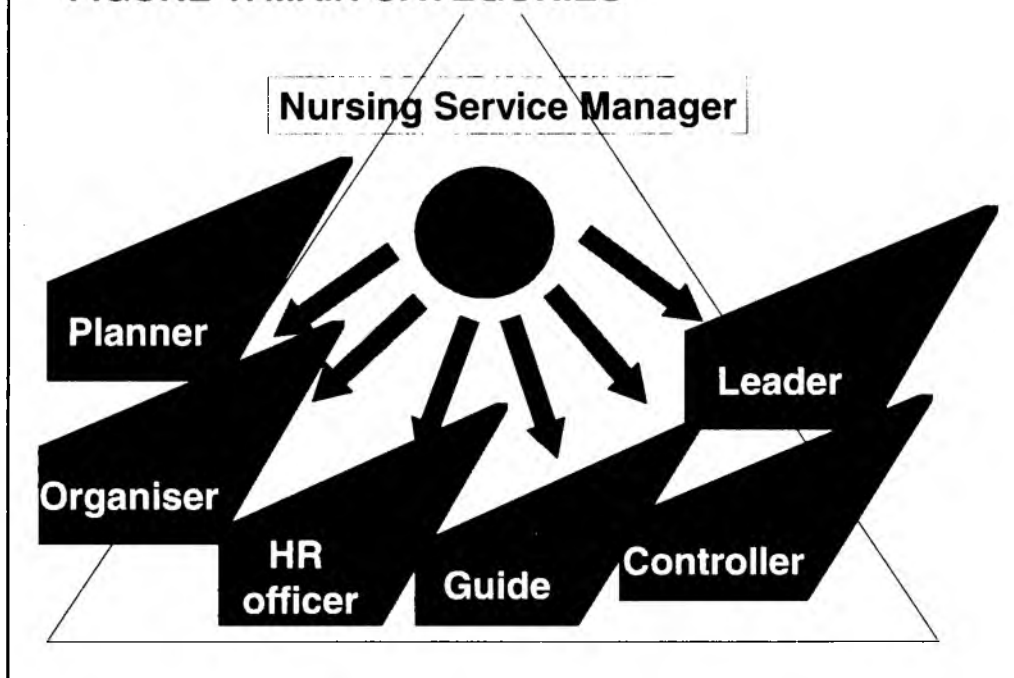 Nursing Service Manager
Planner
Leader
Organiser
HR
officer
Guide
Controller